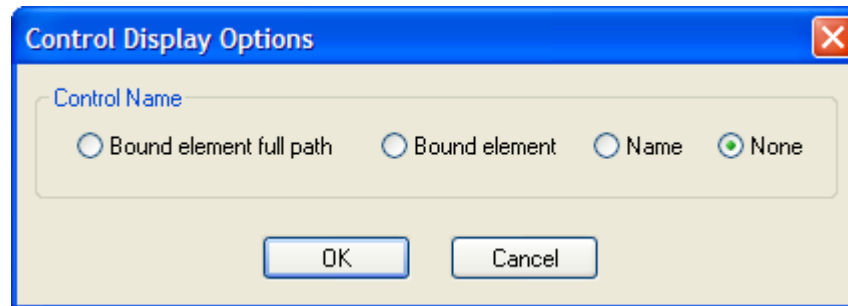 Control Display Options
Control Name
Bound element full path Bound element Name None
OK Cancel